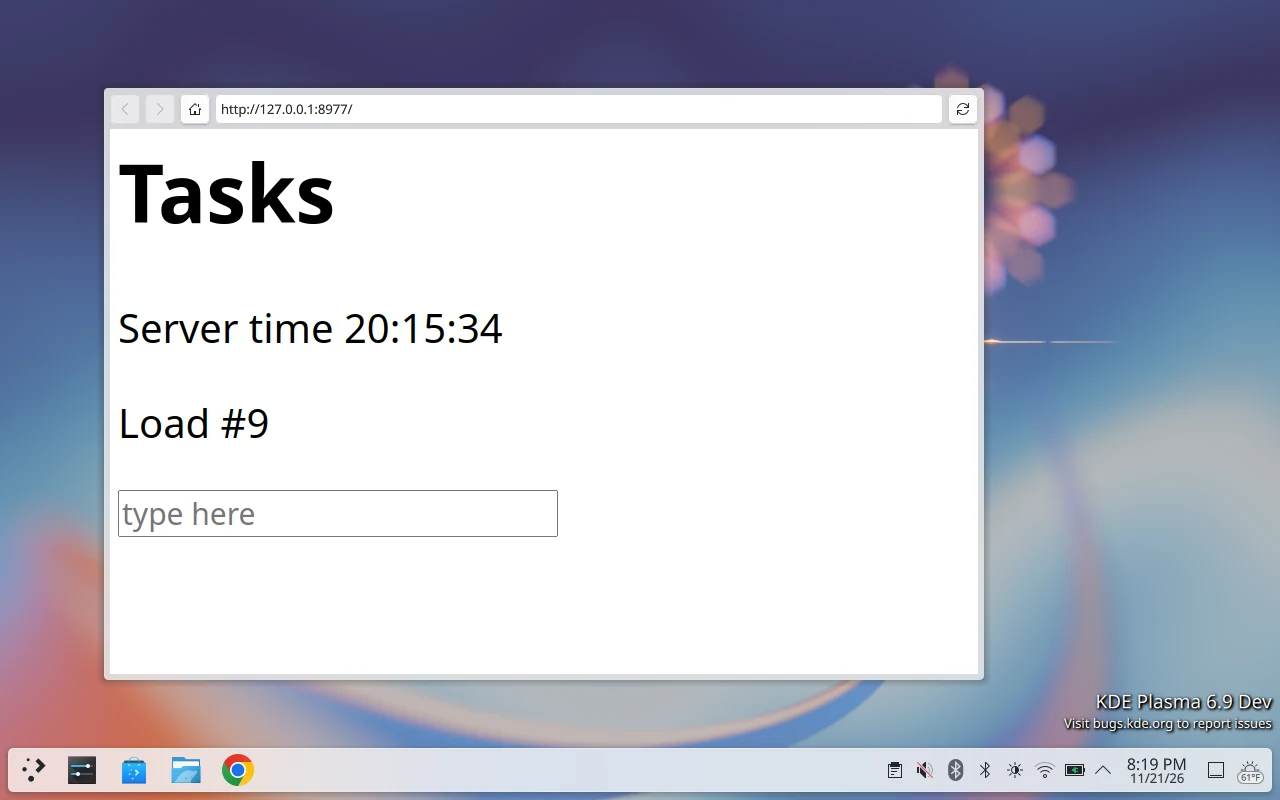 http://127.0.0.1:8977/
Tasks
Server time 20:15:34
Load #9
type here
KDE Plasma 6.9 Dev
Visit bugs.kde.org to report issues
8:19 PM
11/21/26
61°F